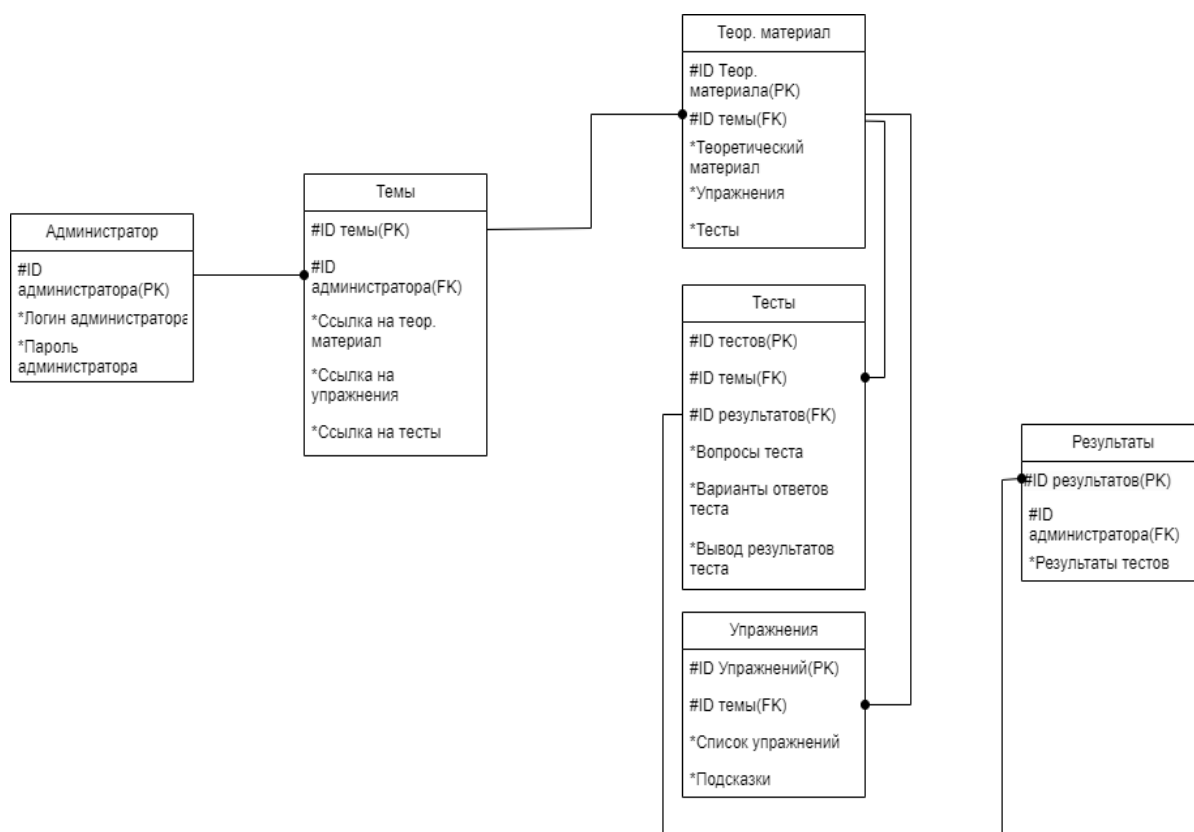 Администратор
#ID
администратора(PK)
*Логин администратора
*Пароль
администратора
Темы
#ID темы(PK)
#ID
администратора(FK)
*Ссылка на теор.
материал
*Ссылка на
упражнения
*Ссылка на тесты
Теор. материал
#ID Теор.
материала(PK)
#ID темы(FK)
*Теоретический
материал
*Упражнения
*Тесты
Тесты
#ID тестов(PK)
#ID темы(FK)
#ID результатов(FK)
*Вопросы теста
*Варианты ответов
теста
*Вывод результатов
теста
Упражнения
#ID Упражнений(PK)
#ID темы(FK)
*Список упражнений
*Подсказки
Результаты
#ID результатов(PK)
#ID
администратора(FK)
*Результаты тестов